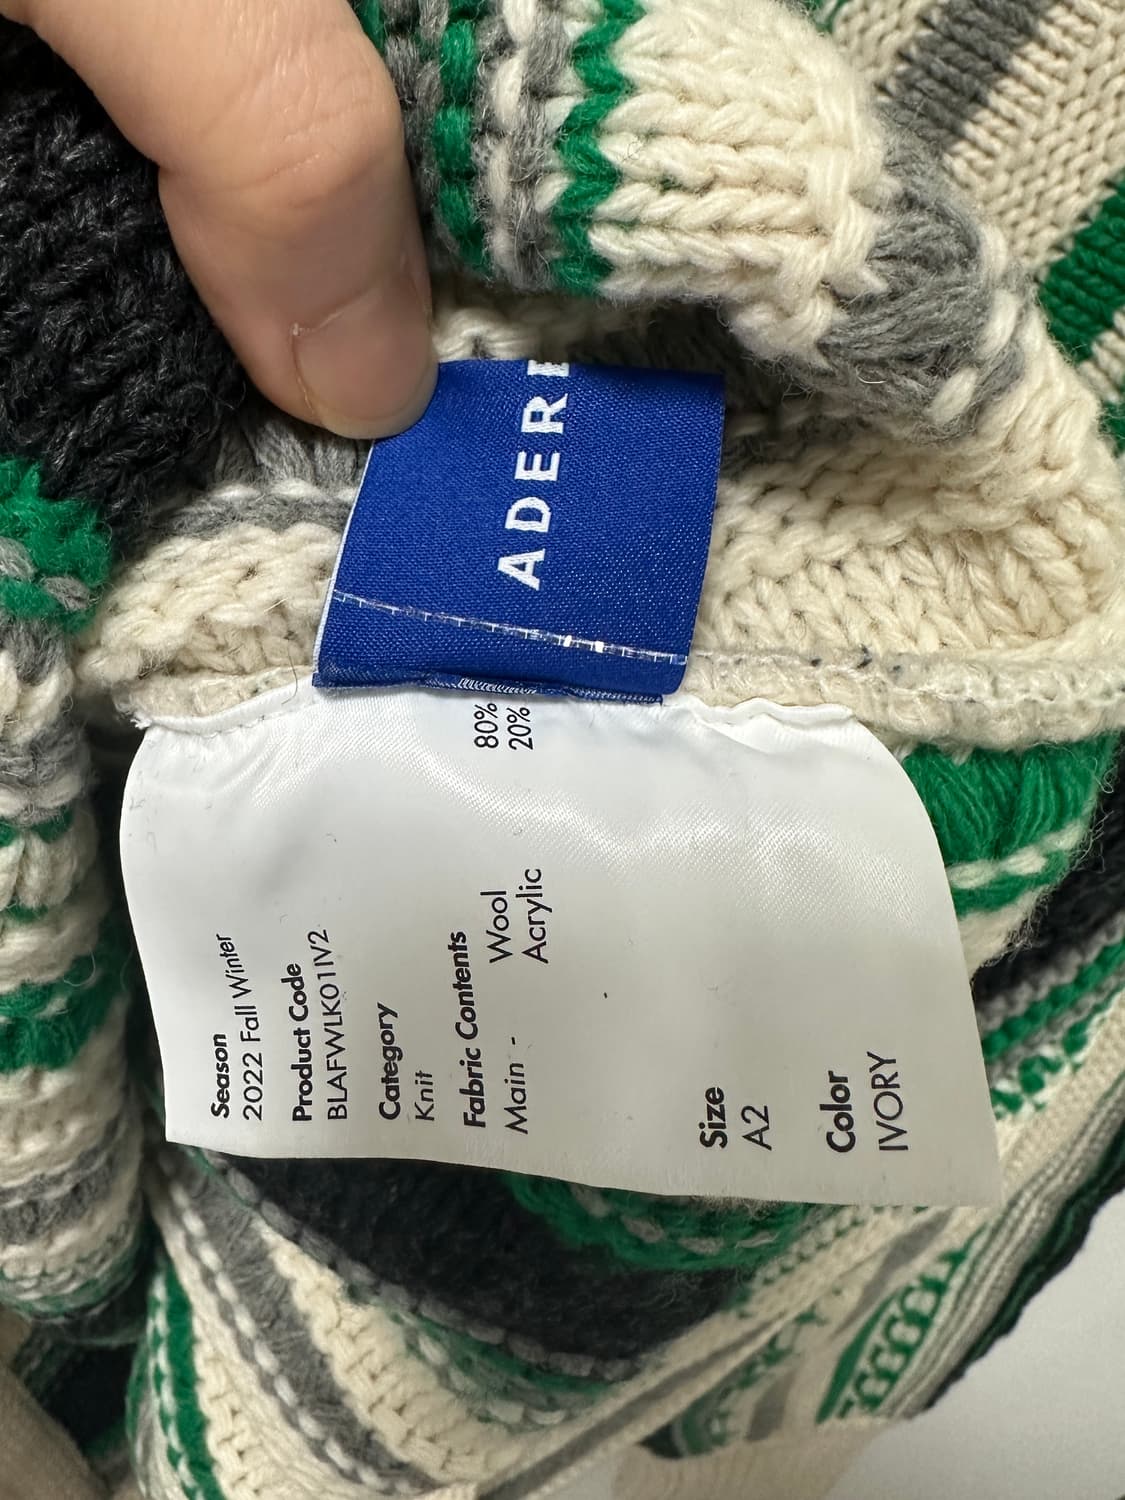 ADERE
Season
2022 Fall Winter
Product Code
BLAFWLK01IV2
Category
Knit
Fabric Contents
Main - Wool 80%
Acrylic 20%
Size
A2
Color
IVORY